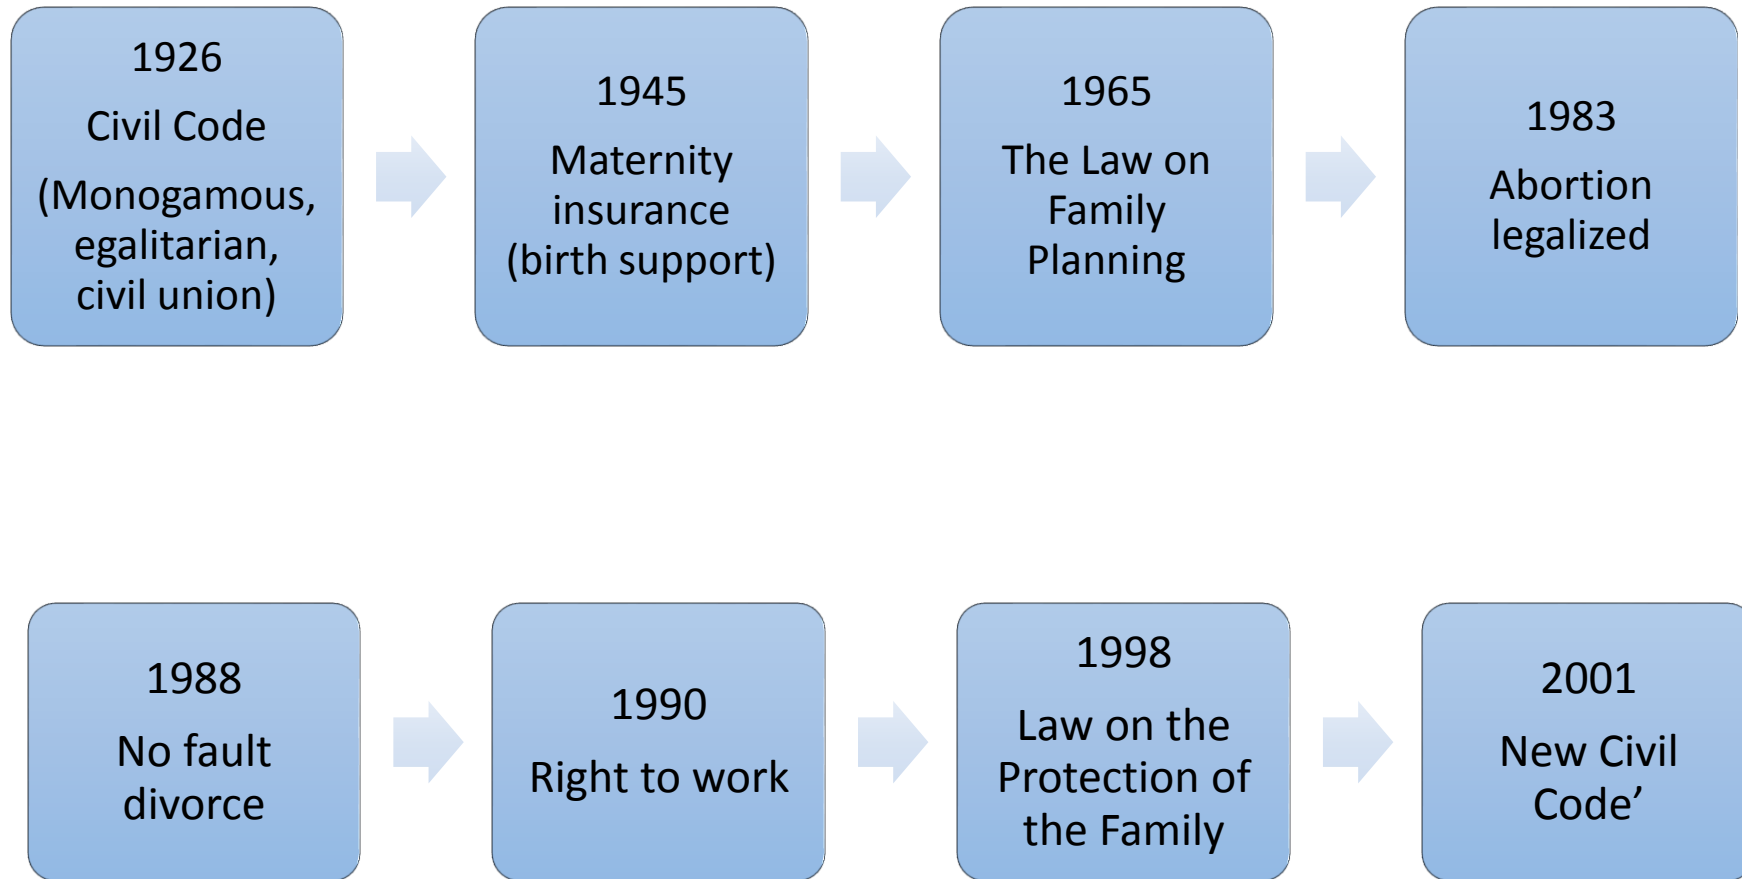 1926
Civil Code
(Monogamous,
egalitarian,
civil union)
1945
Maternity
insurance
(birth support)
1965
The Law on
Family
Planning
1983
Abortion
legalized
1988
No fault
divorce
1990
Right to work
1998
Law on the
Protection of
the Family
2001
New Civil
Code’